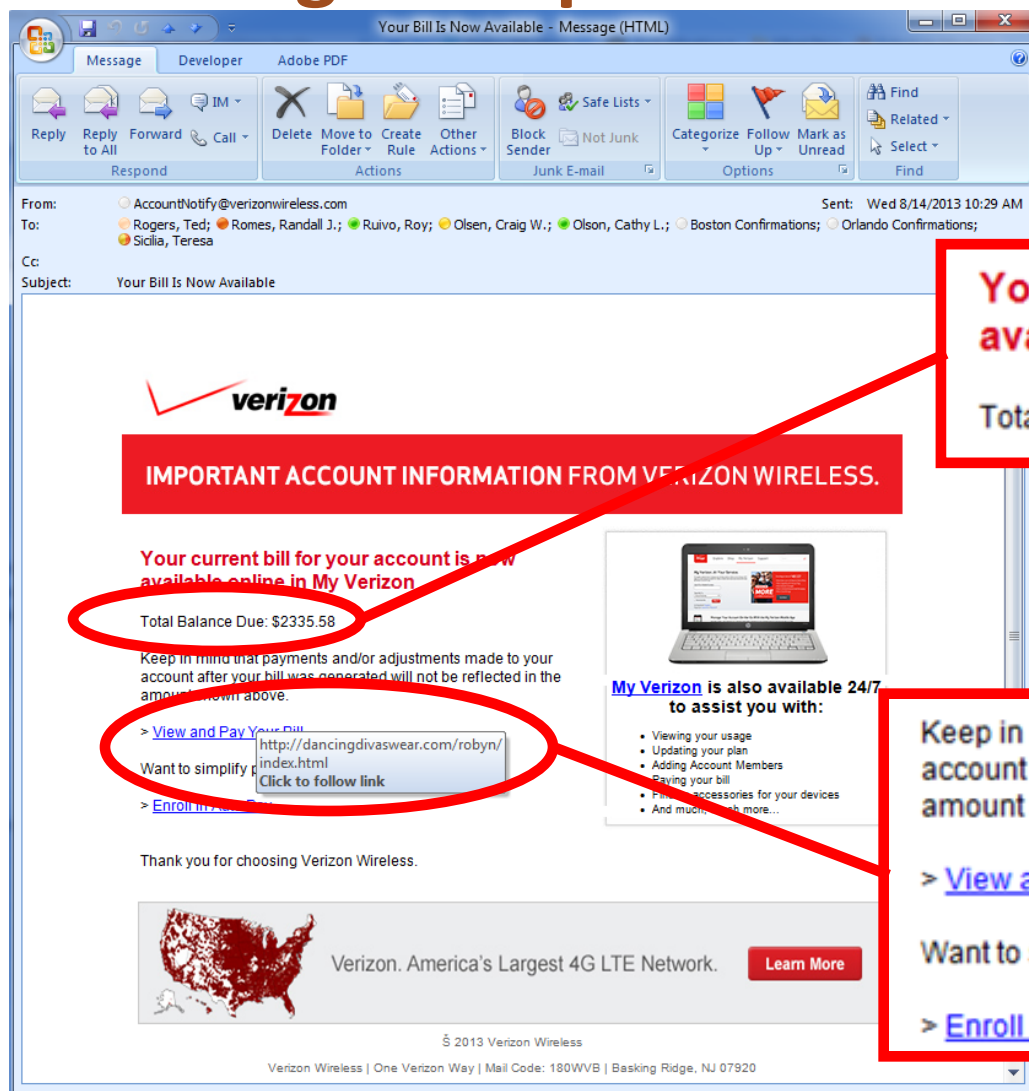 Your Bill Is Now Available - Message (HTML)
Message Developer Adobe PDF
Reply
Reply to All
Forward
IM
Call
Respond
Delete
Move to Folder
Create Rule
Other Actions
Actions
Block Sender
Safe Lists
Not Junk
Junk E-mail
Categorize
Follow Up
Mark as Unread
Options
Find
Related
Select
Find
From: AccountNotify@verizonwireless.com Sent: Wed 8/14/2013 10:29 AM
To: Rogers, Ted; Romes, Randall J.; Ruivo, Roy; Olsen, Craig W.; Olson, Cathy L.; Boston Confirmations; Orlando Confirmations;
Sicilia, Teresa
Cc:
Subject: Your Bill Is Now Available
verizon
IMPORTANT ACCOUNT INFORMATION FROM VERIZON WIRELESS.
Your current bill for your account is now
available online in My Verizon
Total Balance Due: $2335.58
Keep in mind that payments and/or adjustments made to your
account after your bill was generated will not be reflected in the
amount shown above.
> View and Pay Your Bill
http://dancingdivaswear.com/robyn/
index.html
Click to follow link
Want to simplify p
> Enroll in Auto Pay
Thank you for choosing Verizon Wireless.
My Verizon is also available 24/7
to assist you with:
• Viewing your usage
• Updating your plan
• Adding Account Members
• Paying your bill
• Find accessories for your devices
• And much, much more...
Verizon. America's Largest 4G LTE Network.
Learn More
Š 2013 Verizon Wireless
Verizon Wireless | One Verizon Way | Mail Code: 180WVB | Basking Ridge, NJ 07920
Yo
ava
Tota
Keep in
account
amount
> View a
Want to
> Enroll